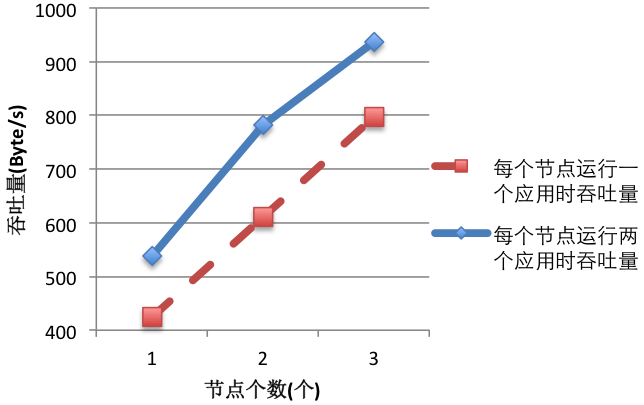 1000
900
800
700
600
500
400
吞吐量(Byte/s)
1 2 3
节点个数(个)
每个节点运行一
个应用时吞吐量
每个节点运行两
个应用时吞吐量